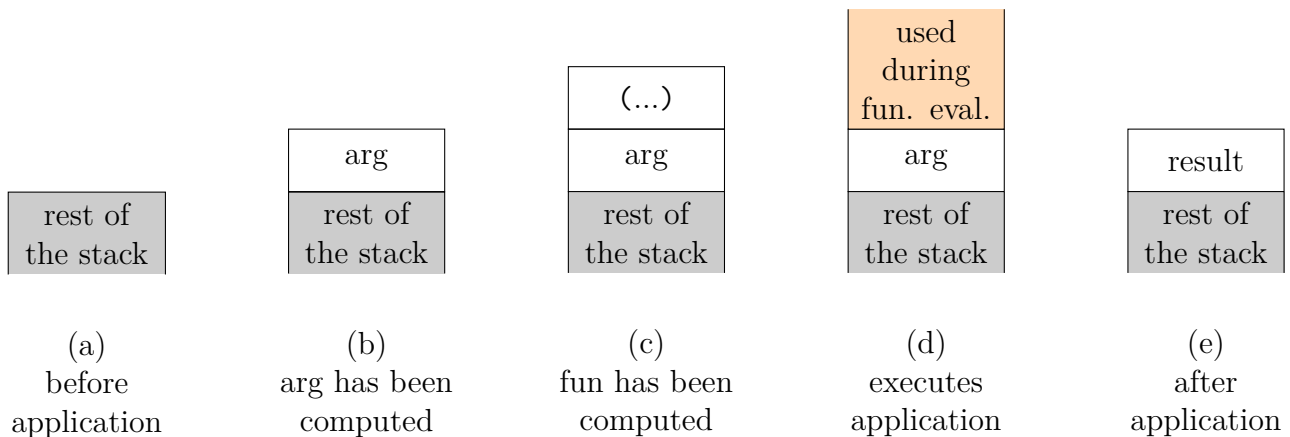 rest of
the stack
(a)
before
application
arg
rest of
the stack
(b)
arg has been
computed
(...)
arg
rest of
the stack
(c)
fun has been
computed
used
during
fun. eval.
arg
rest of
the stack
(d)
executes
application
result
rest of
the stack
(e)
after
application